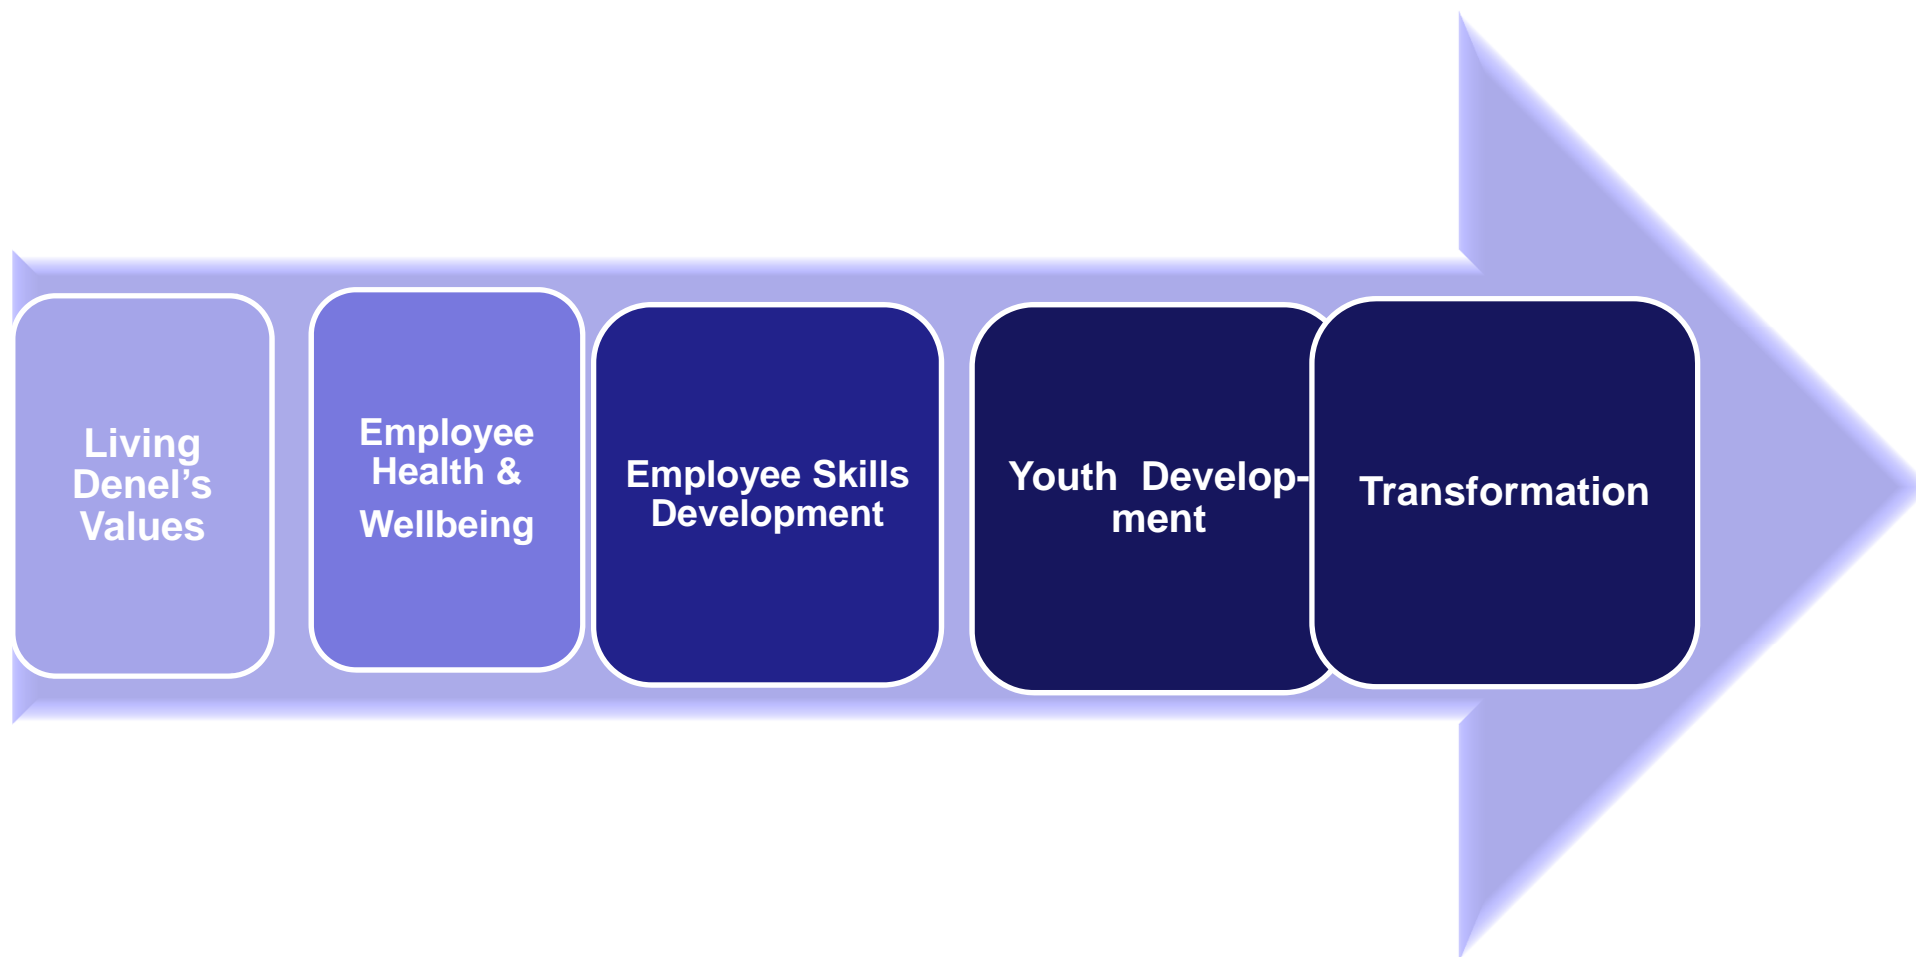 Living
Denel’s
Values
Employee
Health &
Wellbeing
Employee Skills
Development
Youth  Develop-
ment
Transformation